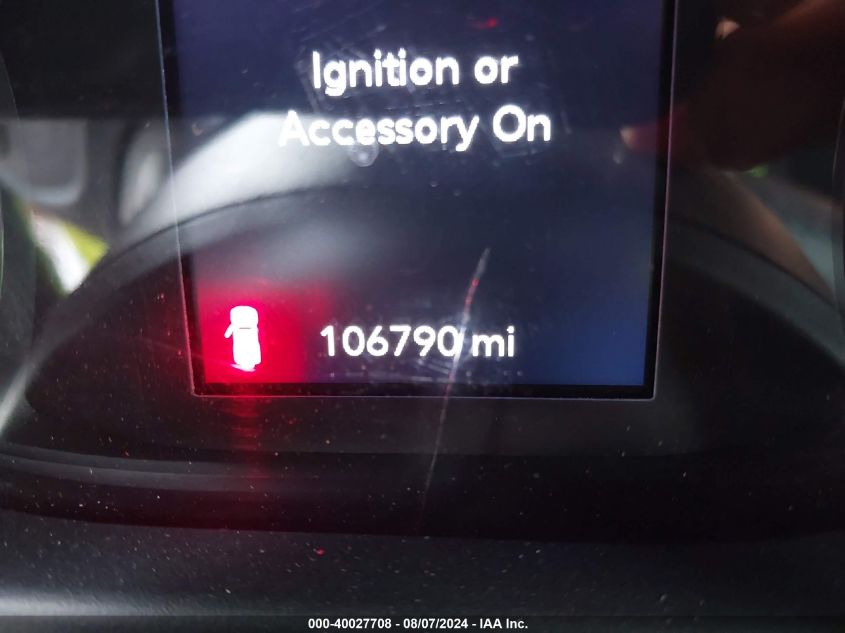 Ignition or
Accessory On
106790 mi
000-40027708 - 08/07/2024 - IAA Inc.